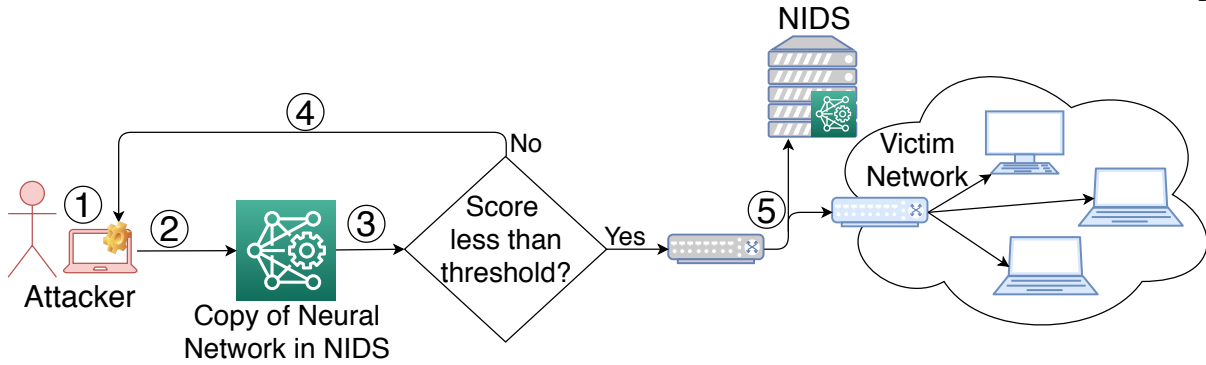 NIDS
④
No
Victim
Network
①
②
③
Score
less than
threshold?
Yes
⑤
Attacker
Copy of Neural
Network in NIDS